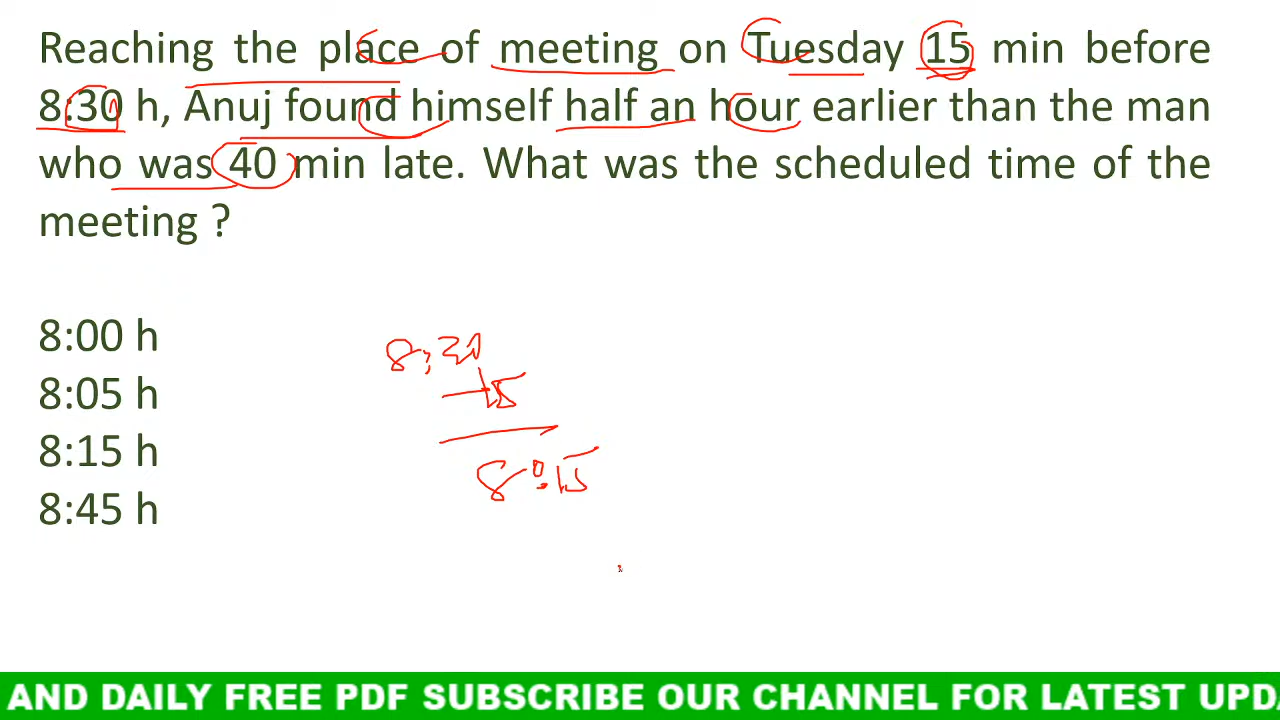 Reaching the place of meeting on Tuesday 15 min before
8:30 h, Anuj found himself half an hour earlier than the man
who was 40 min late. What was the scheduled time of the
meeting ?
8:00 h
8:05 h
8:15 h
8:45 h
8:30
-15
8:15
AND DAILY FREE PDF SUBSCRIBE OUR CHANNEL FOR LATEST UPD